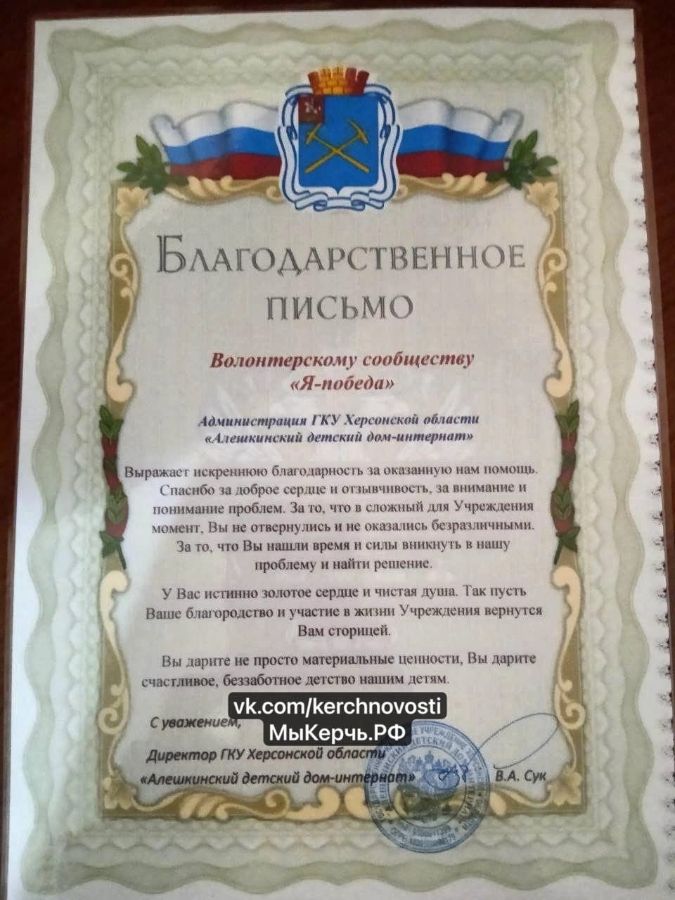 БЛАГОДАРСТВЕННОЕ
ПИСЬМО
Волонтерскому сообществу
«Я-победа»
Администрация ГКУ Херсонской области
«Алешкинский детский дом-интернат»
Выражает искреннюю благодарность за оказанную нам помощь.
Спасибо за доброе сердце и отзывчивость, за внимание и
понимание проблем. За то, что в сложный для Учреждения
момент, Вы не отвернулись и не оказались безразличными.
За то, что Вы нашли время и силы вникнуть в нашу
проблему и найти решение.
У Вас истинно золотое сердце и чистая душа. Так пусть
Ваше благородство и участие в жизни Учреждения вернутся
Вам сторицей.
Вы дарите не просто материальные ценности, Вы дарите
счастливое, беззаботное детство нашим детям.
vk.com/kerchnovosti
МыКерчь.РФ
С уважением,
Директор ГКУ Херсонской области
«Алешкинский детский дом-интернат»
В.А. Сук